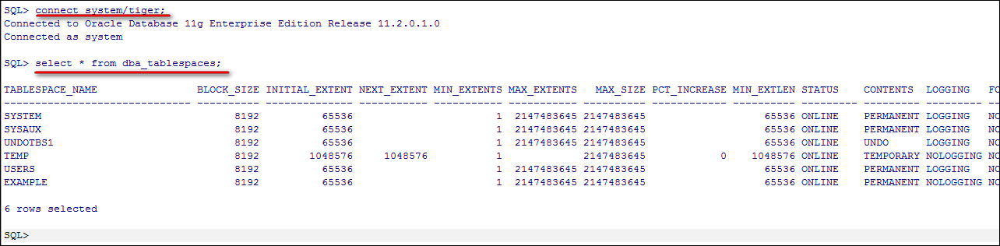 SQL> connect system/tiger;
Connected to Oracle Database 11g Enterprise Edition Release 11.2.0.1.0
Connected as system
SQL> select * from dba_tablespaces;
TABLESPACE_NAME BLOCK_SIZE INITIAL_EXTENT NEXT_EXTENT MIN_EXTENTS MAX_EXTENTS MAX_SIZE PCT_INCREASE MIN_EXTLEN STATUS CONTENTS LOGGING FO
------------------------------ ---------- -------------- ----------- ----------- ----------- ---------- ------------ ---------- --------- --------- --------- --
SYSTEM 8192 65536 1 2147483645 2147483645 65536 ONLINE PERMANENT LOGGING NO
SYSAUX 8192 65536 1 2147483645 2147483645 65536 ONLINE PERMANENT LOGGING NO
UNDOTBS1 8192 65536 1 2147483645 2147483645 65536 ONLINE UNDO LOGGING NO
TEMP 8192 1048576 1048576 1 2147483645 0 1048576 ONLINE TEMPORARY NOLOGGING NO
USERS 8192 65536 1 2147483645 2147483645 65536 ONLINE PERMANENT LOGGING NO
EXAMPLE 8192 65536 1 2147483645 2147483645 65536 ONLINE PERMANENT NOLOGGING NO
6 rows selected
SQL>